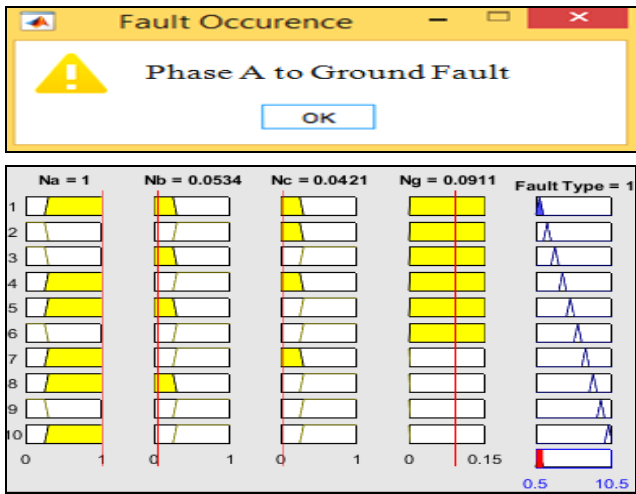 Fault Occurence
Phase A to Ground Fault
OK
Na = 1 Nb = 0.0534 Nc = 0.0421 Ng = 0.0911 Fault Type = 1
1
2
3
4
5
6
7
8
9
10
0 1 0 1 0 1 0 0.15
0.5 10.5